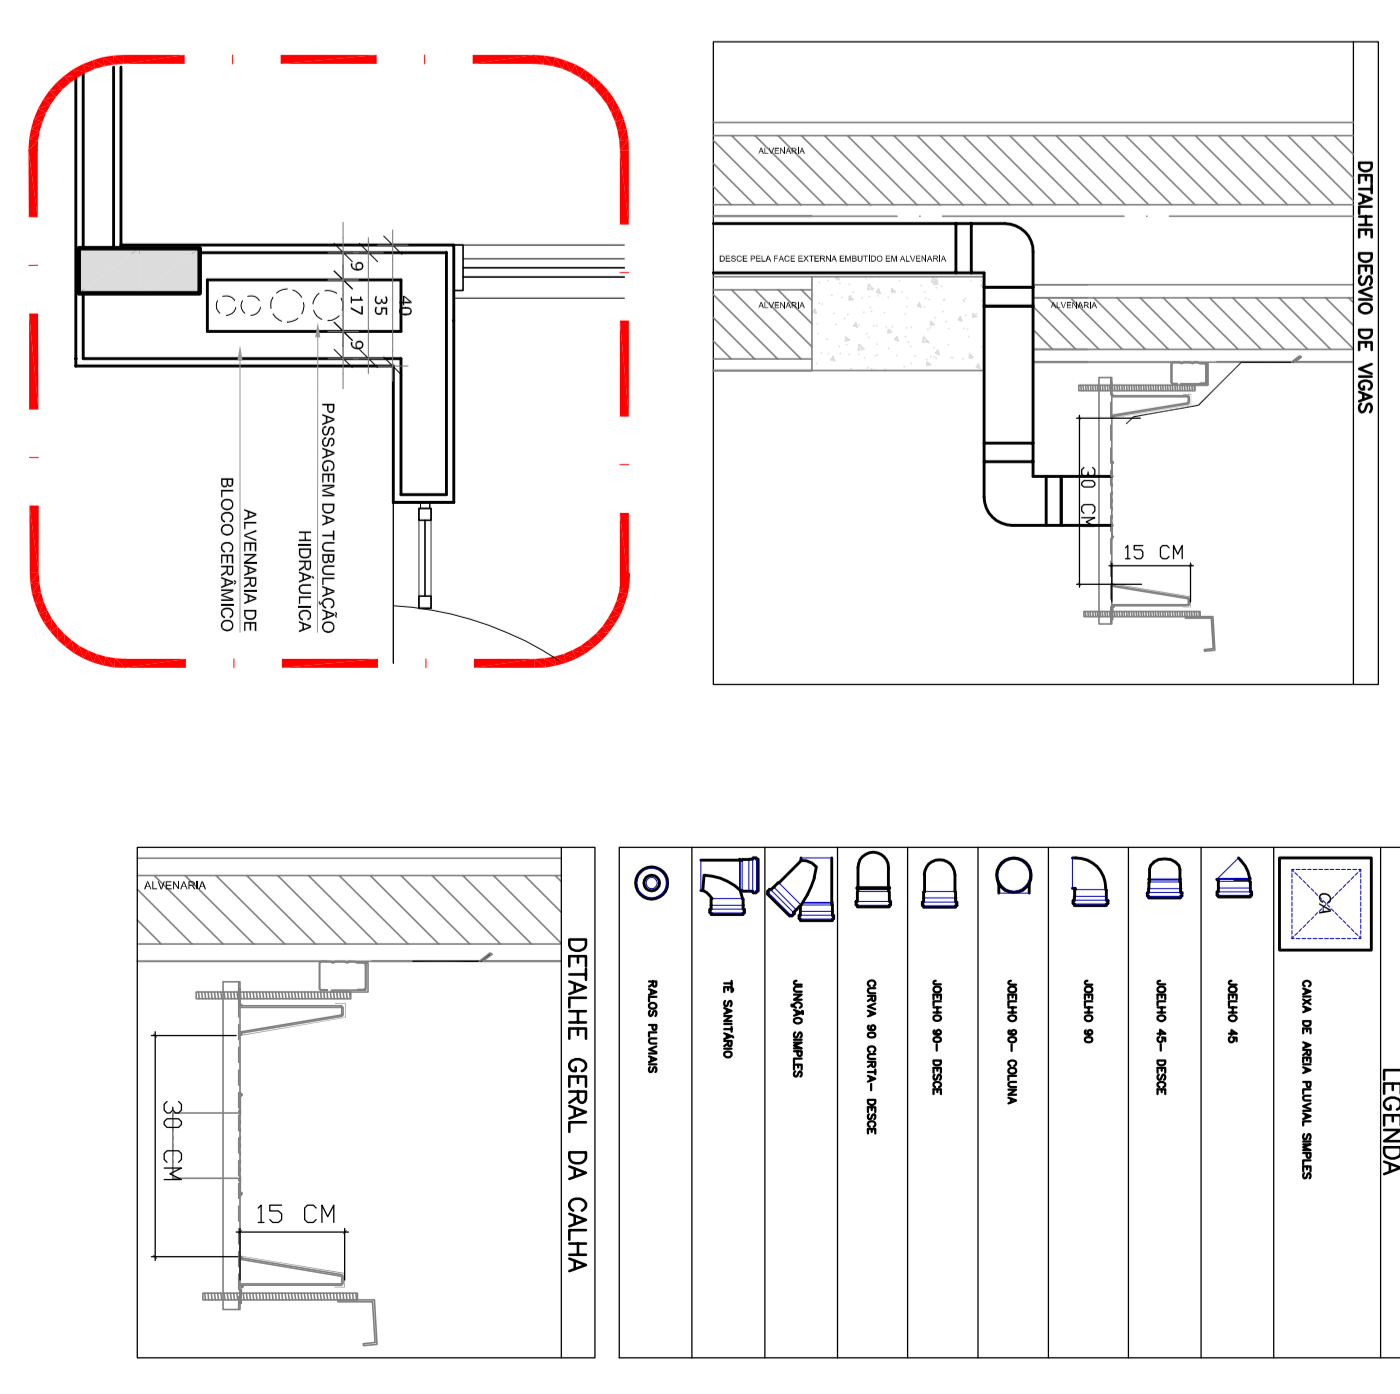 9
17
9
35
40
PASSAGEM DA TUBULAÇÃO
HIDRÁULICA
ALVENARIA DE
BLOCO CERÂMICO
DETALHE DESVIO DE VIGAS
ALVENARIA
DESCE PELA FACE EXTERNA EMBUTIDO EM ALVENARIA
ALVENARIA
ALVENARIA
30 CM
15 CM
DETALHE GERAL DA CALHA
ALVENARIA
30 CM
15 CM
LEGENDA
CA
CAIXA DE AREIA PLUVIAL SIMPLES
JOELHO 45
JOELHO 45- DESCE
JOELHO 90
JOELHO 90- COLUNA
JOELHO 90- DESCE
CURVA 90 CURTA- DESCE
JUNÇÃO SIMPLES
TÊ SANITÁRIO
RALOS PLUVIAIS